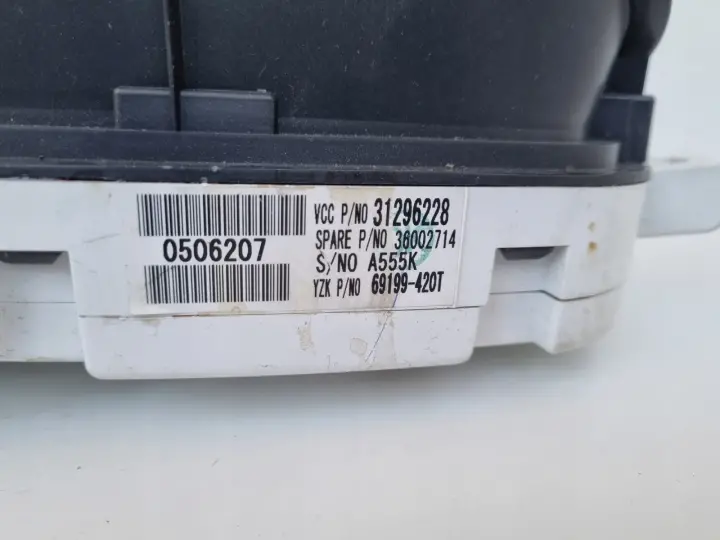 0506207
VCC P/NO 31296228
SPARE P/NO 36002714
S/NO A555K
YZK P/NO 69199-420T